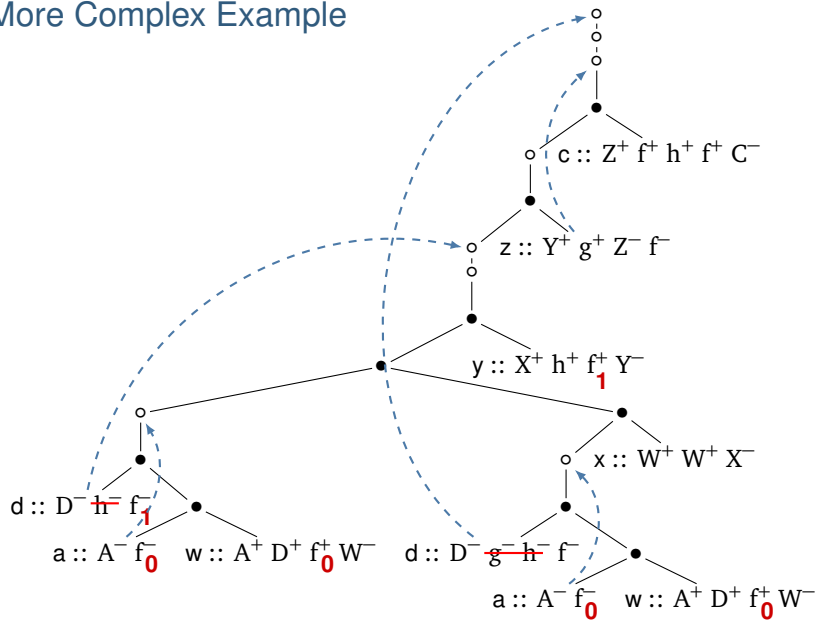 More Complex Example
c :: Z⁺ f⁺ h⁺ f⁺ C⁻
z :: Y⁺ g⁺ Z⁻ f⁻
y :: X⁺ h⁺ f⁺₁ Y⁻
x :: W⁺ W⁺ X⁻
d :: D⁻ h⁻ f⁻₁
a :: A⁻ f⁻₀ w :: A⁺ D⁺ f⁺₀ W⁻ d :: D⁻ g⁻ h⁻ f⁻
a :: A⁻ f⁻₀ w :: A⁺ D⁺ f⁺₀ W⁻